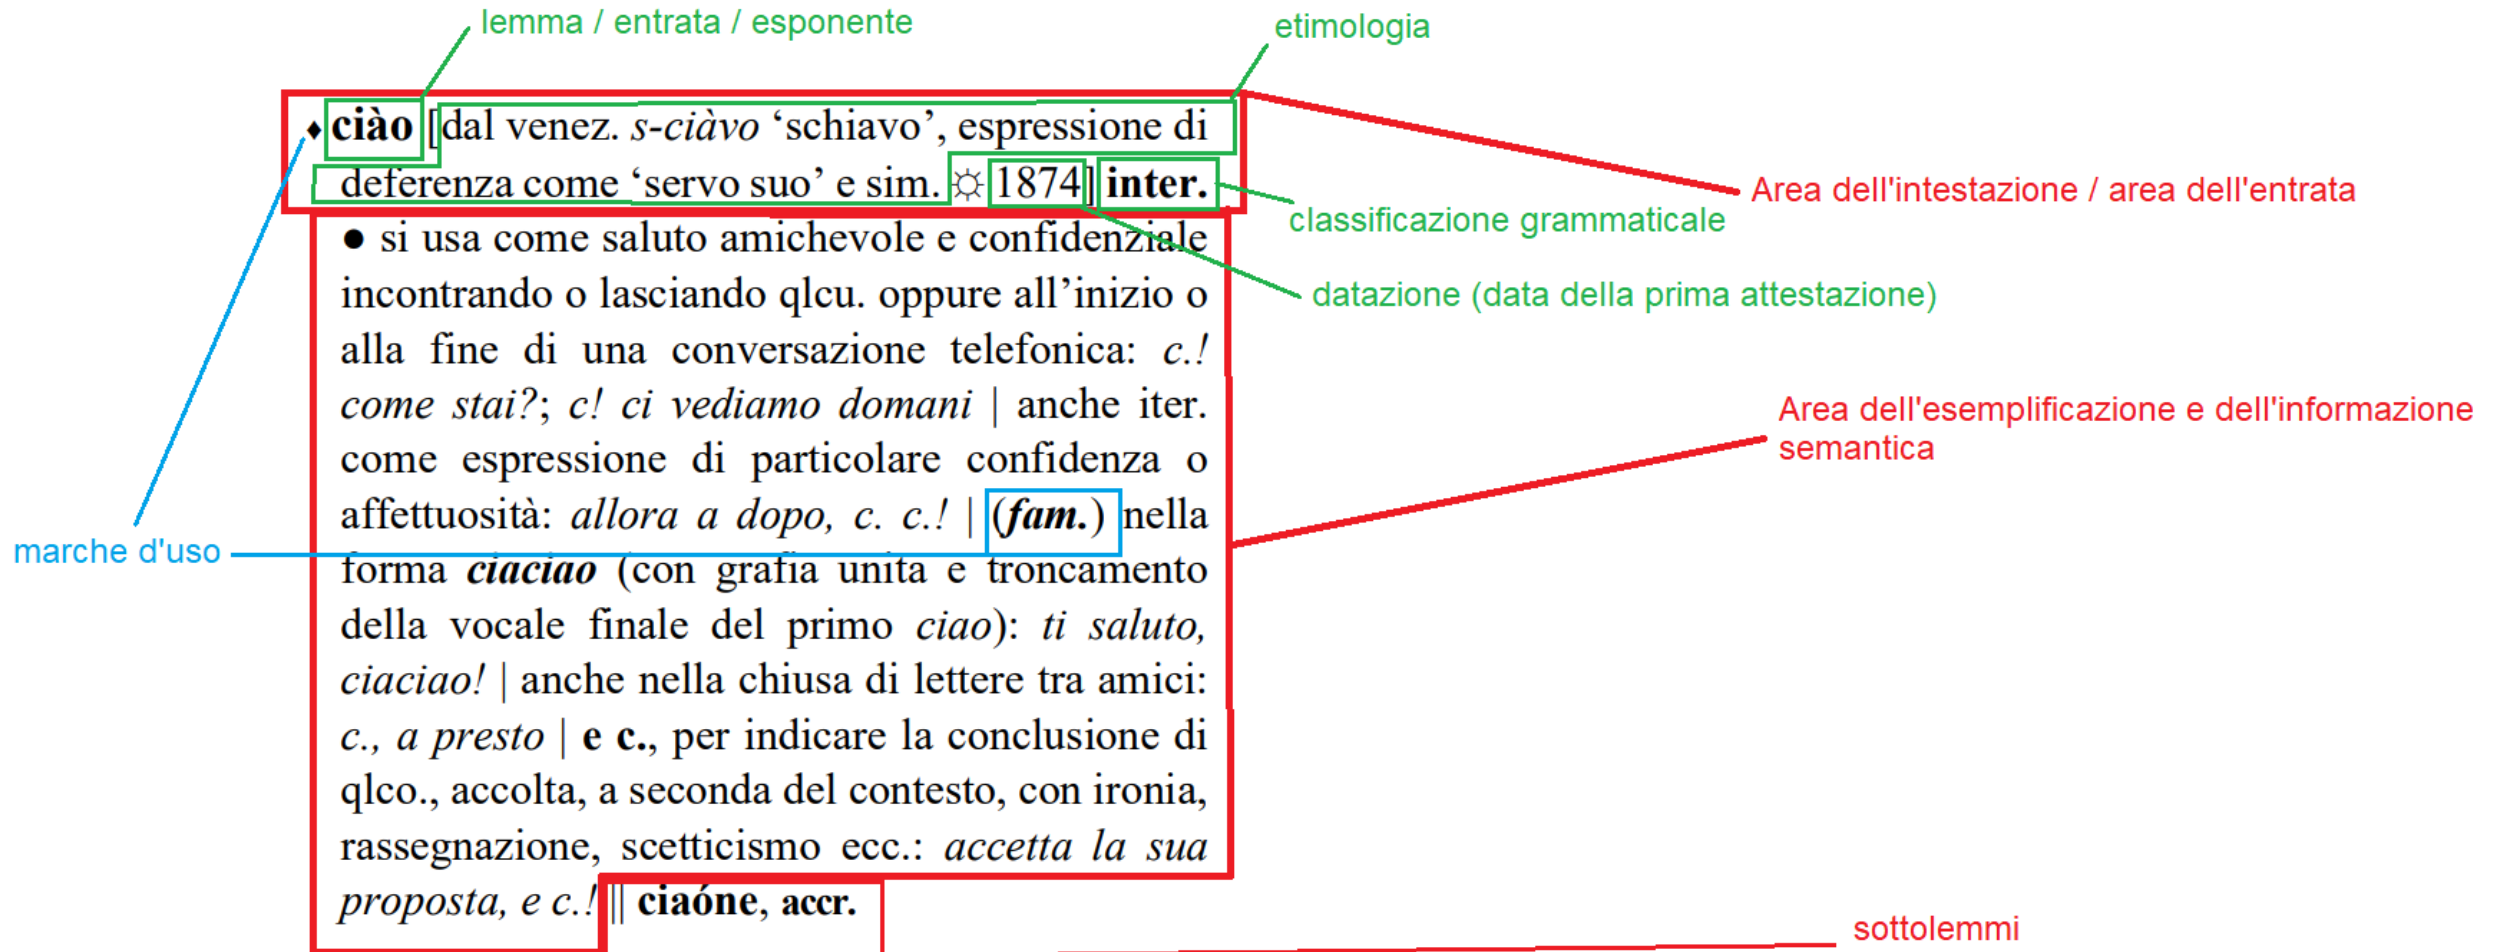 lemma / entrata / esponente
etimologia
♦ ciào [dal venez. s-ciàvo ‘schiavo’, espressione di
deferenza come ‘servo suo’ e sim. ☼ 1874] inter.
Area dell'intestazione / area dell'entrata
classificazione grammaticale
● si usa come saluto amichevole e confidenziale
incontrando o lasciando qlcu. oppure all’inizio o
datazione (data della prima attestazione)
alla fine di una conversazione telefonica: c.!
come stai?; c! ci vediamo domani | anche iter.
Area dell'esemplificazione e dell'informazione
semantica
come espressione di particolare confidenza o
affettuosità: allora a dopo, c. c.! | (fam.) nella
marche d'uso
forma ciaciao (con grafia unita e troncamento
della vocale finale del primo ciao): ti saluto,
ciaciao! | anche nella chiusa di lettere tra amici:
c., a presto | e c., per indicare la conclusione di
qlco., accolta, a seconda del contesto, con ironia,
rassegnazione, scetticismo ecc.: accetta la sua
proposta, e c.! || ciaóne, accr.
sottolemmi